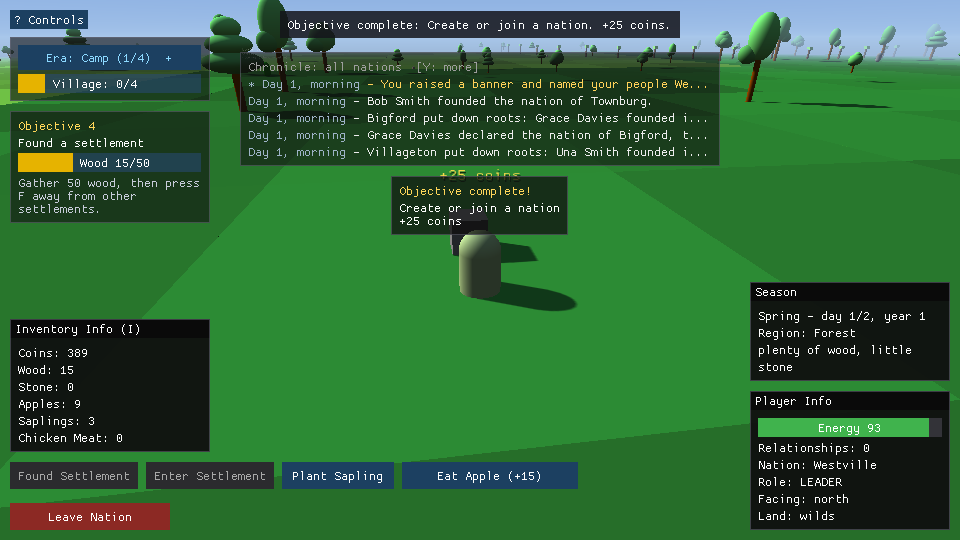 ? Controls
Objective complete: Create or join a nation. +25 coins.
Era: Camp (1/4) +
Village: 0/4
Chronicle: all nations [Y: more]
* Day 1, morning – You raised a banner and named your people We...
Day 1, morning – Bob Smith founded the nation of Townburg.
Day 1, morning – Bigford put down roots: Grace Davies founded i...
Day 1, morning – Grace Davies declared the nation of Bigford, t...
Day 1, morning – Villageton put down roots: Una Smith founded i...
Objective 4
Found a settlement
Wood 15/50
Gather 50 wood, then press
F away from other
settlements.
+25 coins
Objective complete!
Create or join a nation
+25 coins
Season
Spring – day 1/2, year 1
Region: Forest
plenty of wood, little
stone
Inventory Info (I)
Coins: 389
Wood: 15
Stone: 0
Apples: 9
Saplings: 3
Chicken Meat: 0
Player Info
Energy 93
Relationships: 0
Nation: Westville
Role: LEADER
Facing: north
Land: wilds
Found Settlement
Enter Settlement
Plant Sapling
Eat Apple (+15)
Leave Nation